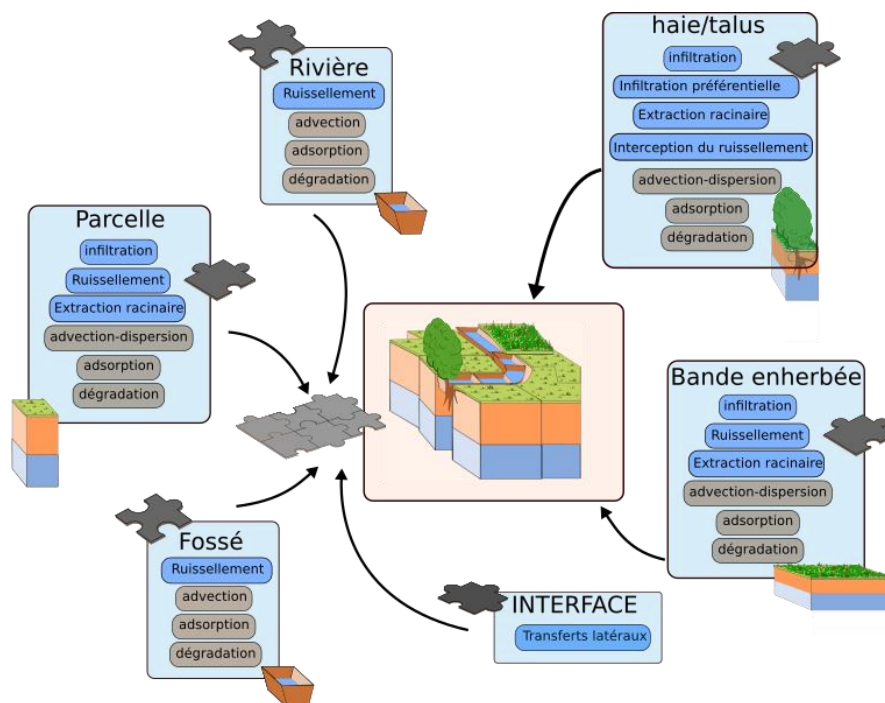 Rivière
Ruissellement
advection
adsorption
dégradation
haie/talus
infiltration
Infiltration préférentielle
Extraction racinaire
Interception du ruissellement
advection-dispersion
adsorption
dégradation
Parcelle
infiltration
Ruissellement
Extraction racinaire
advection-dispersion
adsorption
dégradation
Bande enherbée
infiltration
Ruissellement
Extraction racinaire
advection-dispersion
adsorption
dégradation
Fossé
Ruissellement
advection
adsorption
dégradation
INTERFACE
Transferts latéraux